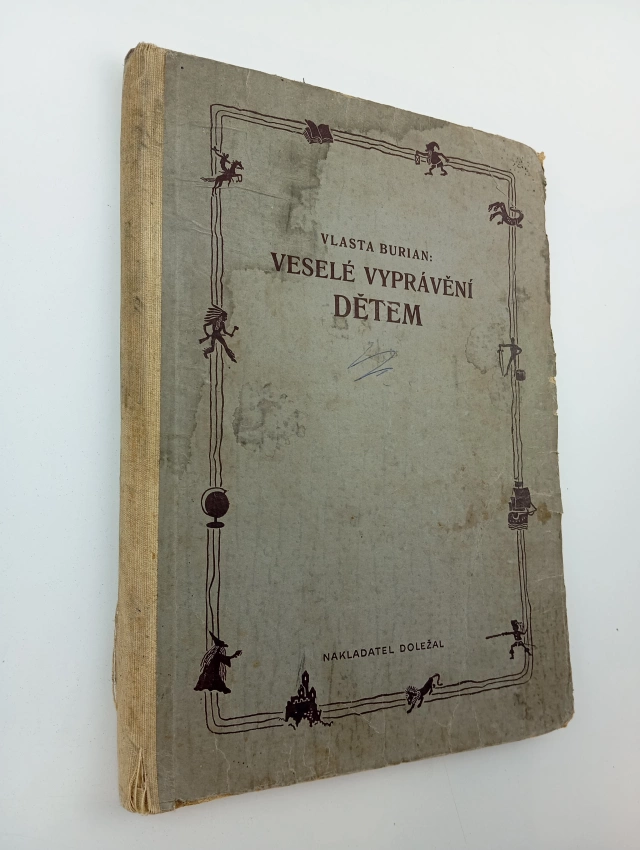 VLASTA BURIAN:
VESELÉ VYPRÁVĚNÍ
DĚTEM
NAKLADATEL DOLEŽAL